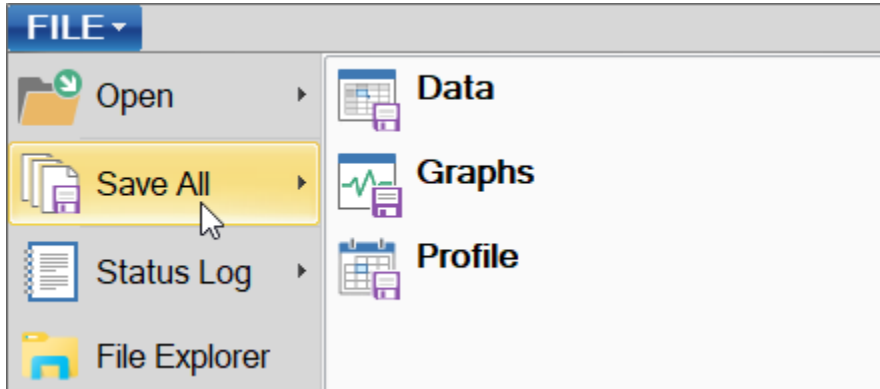 FILE
Open
Save All
Status Log
File Explorer
Data
Graphs
Profile